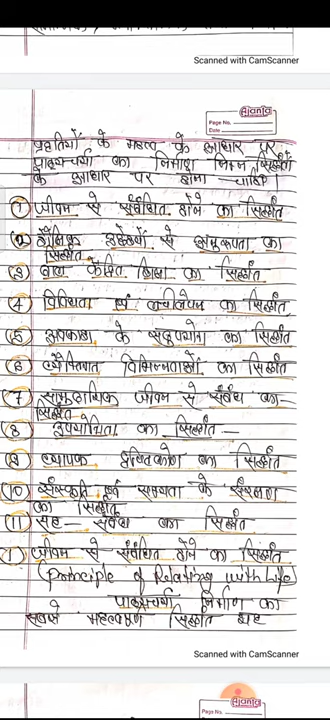 Scanned with CamScanner
Ajanta
Page No.
Date
प्रवृतियों के महत्व के आधार पर
पाठ्यचर्या का निर्माण निम्न सिद्धांतों
के आधार पर होना चाहिए।
① जीवन से संबंधित होने का सिद्धांत
② शैक्षिक उद्देश्यों से अनुरूपता का
सिद्धांत
③ बाल केंद्रित शिक्षा का सिद्धांत
④ विविधता एवं लचीलेपन का सिद्धांत
⑤ अवकाश के सदुपयोग का सिद्धांत
⑥ व्यक्तिगत विभिन्नताओं का सिद्धांत
⑦ सामुदायिक जीवन से संबंध का-
सिद्धांत-
⑧ उपयोगिता का सिद्धांत-
⑨ व्यापक दृष्टिकोण का सिद्धांत
⑩ संस्कृति एवं सभ्यता के
का सिद्धांत
⑪ सह-संबंध का सिद्धांत
① जीवन से संबंधित होने का सिद्धांत
(Principle of Relating with Life)
पाठ्यचर्या निर्माण का
सबसे महत्वपूर्ण सिद्धांत यह
Scanned with CamScanner
Ajanta
Page No.